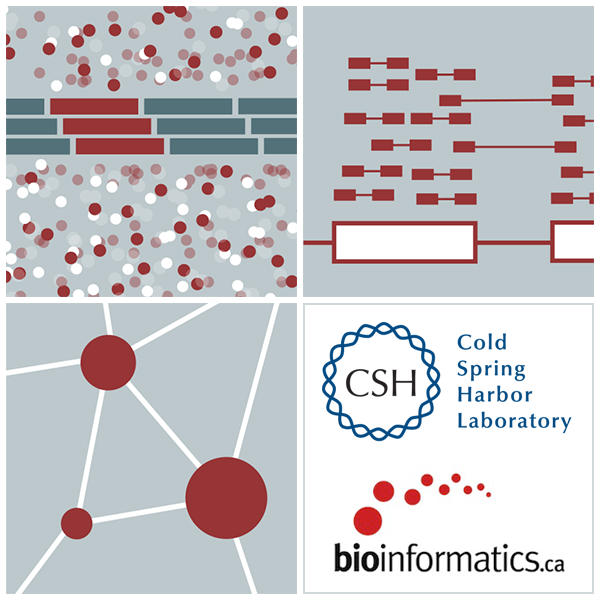 CSH
Cold
Spring
Harbor
Laboratory
bioinformatics.ca